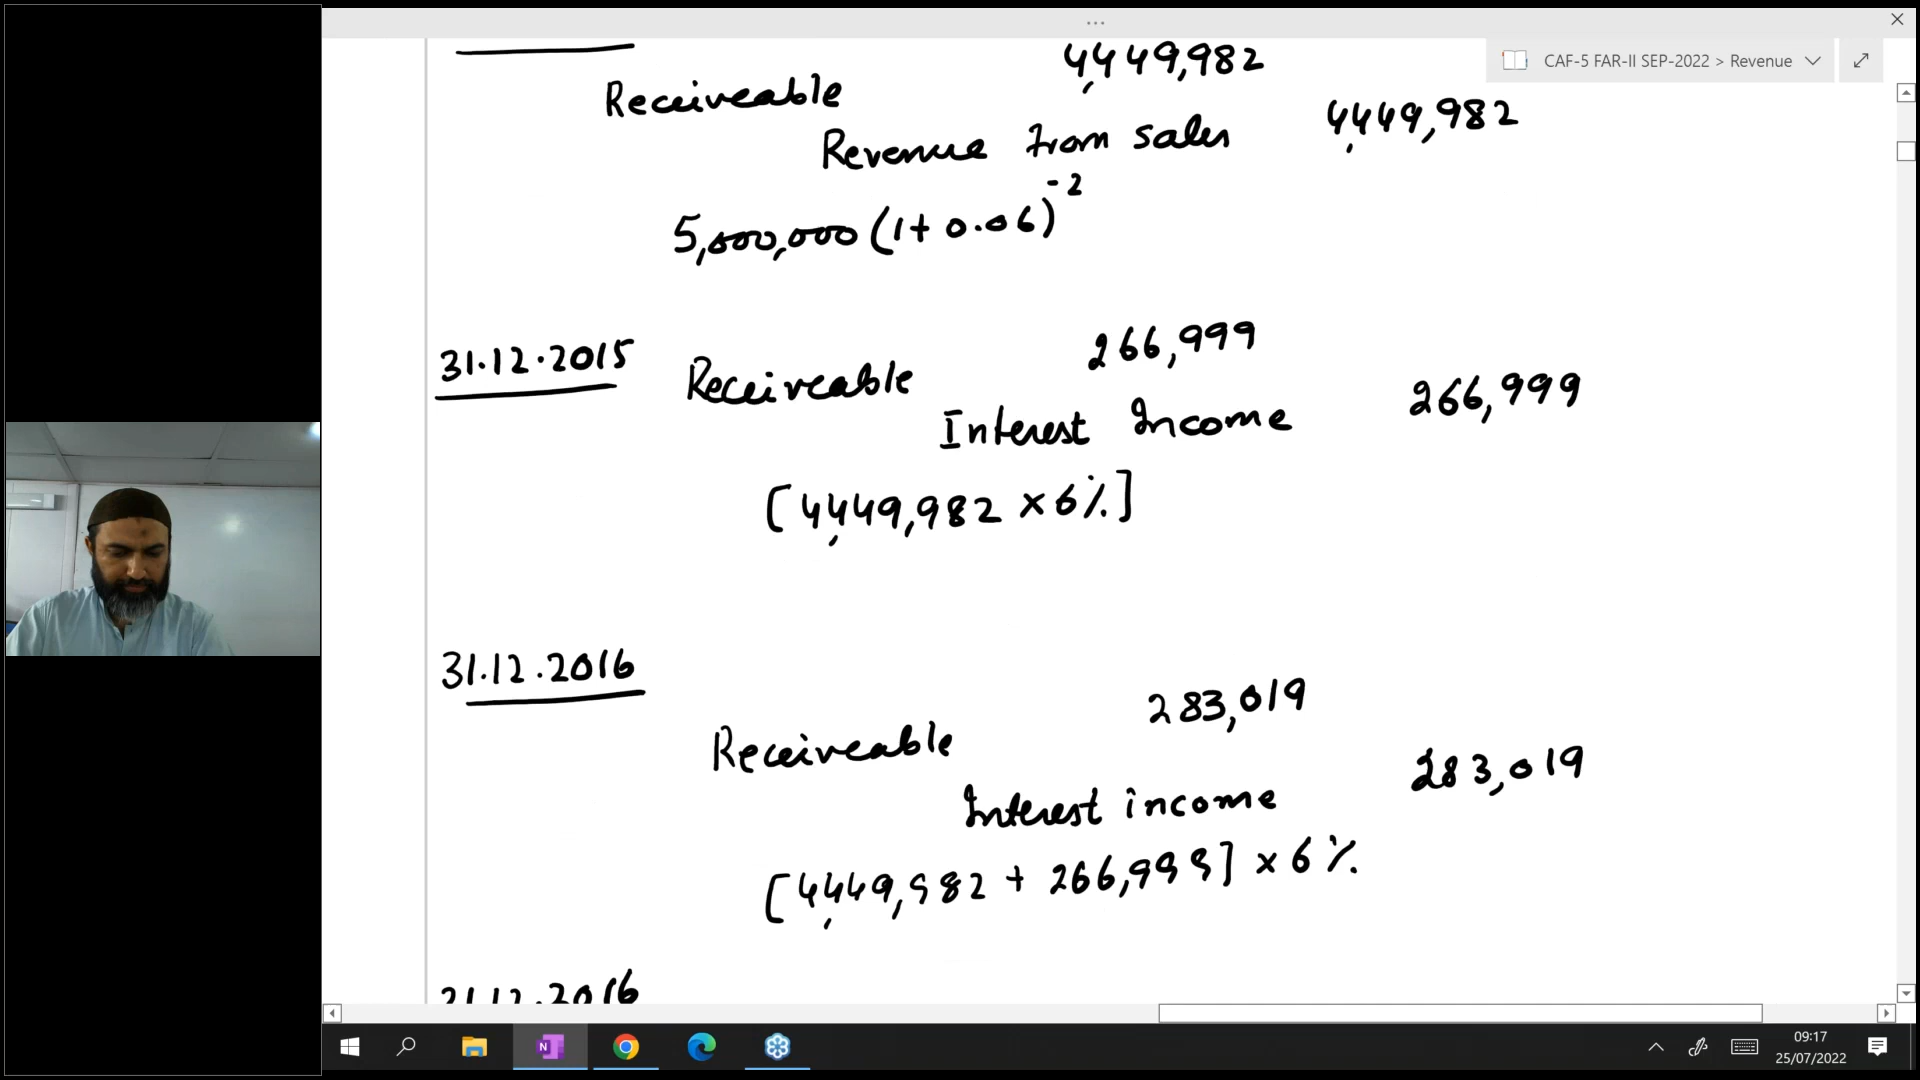 CAF-5 FAR-II SEP-2022 > Revenue
4,449,982
Receiveable
4,449,982
Revenue from sales
5,000,000 (1+ 0.06)^-2
31.12.2015
266,999
Receiveable
266,999
Interest Income
[4,449,982 × 6%]
31.12.2016
283,019
Receiveable
283,019
Interest income
[4,449,982 + 266,999] × 6%
31.12.2016
09:17
25/07/2022